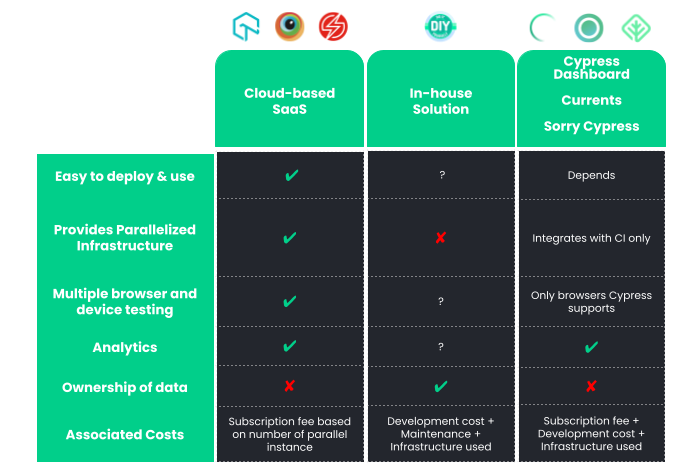 DIY
Cloud-based
SaaS
In-house
Solution
Cypress
Dashboard
Currents
Sorry Cypress
Easy to deploy & use
✔
?
Depends
Provides Parallelized
Infrastructure
✔
✘
Integrates with CI only
Multiple browser and
device testing
✔
?
Only browsers Cypress
supports
Analytics
✔
?
✔
Ownership of data
✘
✔
✘
Associated Costs
Subscription fee based
on number of parallel
instance
Development cost +
Maintenance +
Infrastructure used
Subscription fee +
Development cost +
Infrastructure used